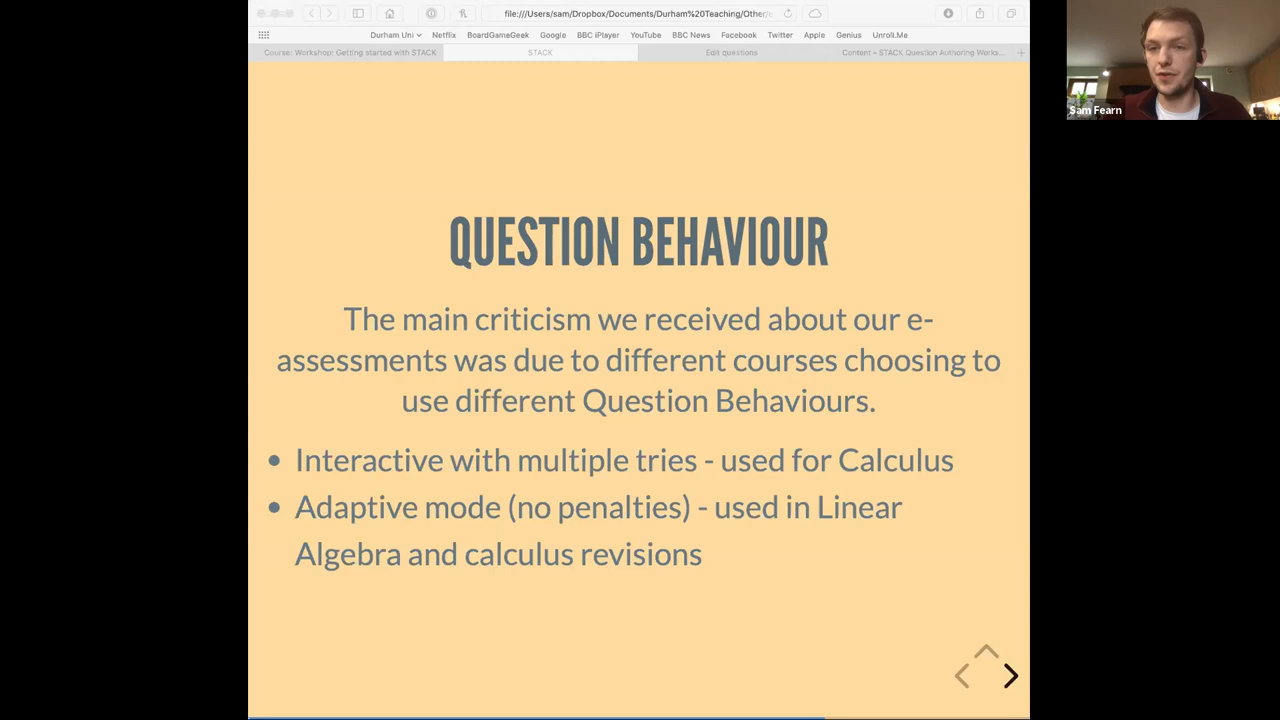 file:///Users/sam/Dropbox/Documents/Durham%20Teaching/Other/e
Durham Uni Netflix BoardGameGeek Google BBC iPlayer YouTube BBC News Facebook Twitter Apple Genius Unroll.Me
Course: Workshop: Getting started with STACK STACK Edit questions Content – STACK Question Authoring Works...
Sam Fearn
QUESTION BEHAVIOUR
The main criticism we received about our e-
assessments was due to different courses choosing to
use different Question Behaviours.
• Interactive with multiple tries - used for Calculus
• Adaptive mode (no penalties) - used in Linear
Algebra and calculus revisions